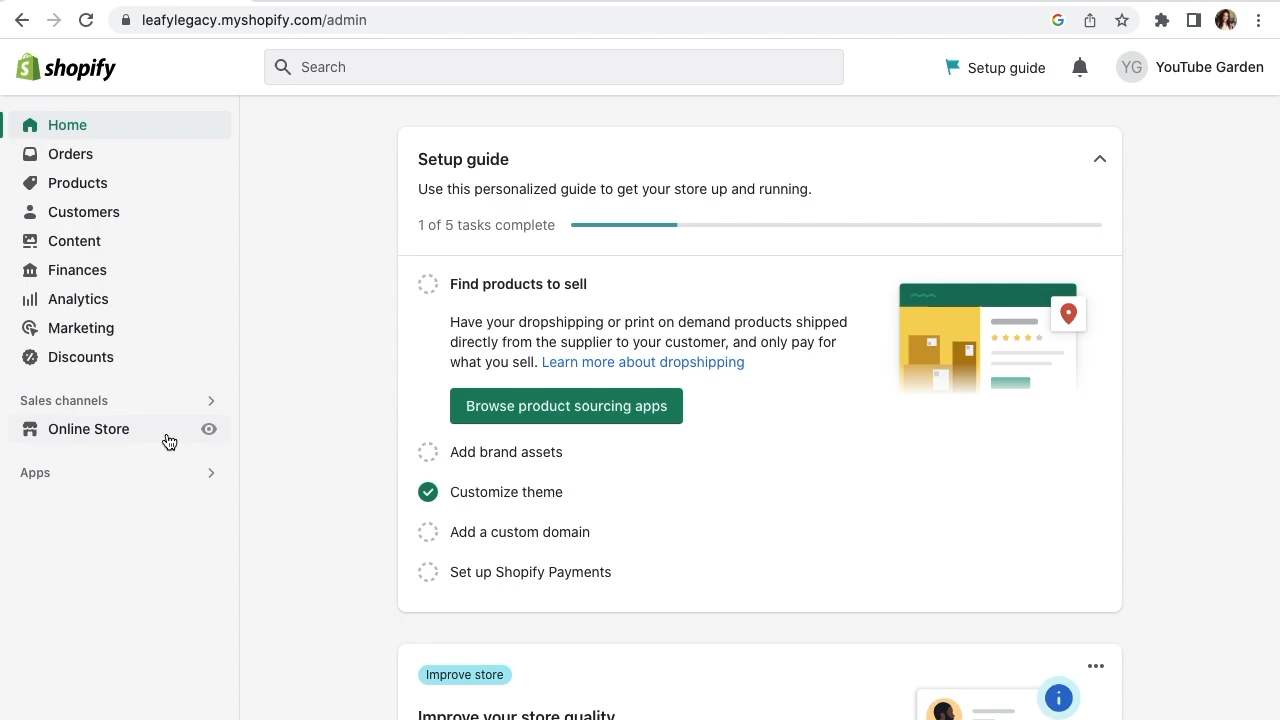 leafylegacy.myshopify.com/admin
shopify
Search
Setup guide
YG
YouTube Garden
Home
Orders
Products
Customers
Content
Finances
Analytics
Marketing
Discounts
Sales channels
Online Store
Apps
Setup guide
Use this personalized guide to get your store up and running.
1 of 5 tasks complete
Find products to sell
Have your dropshipping or print on demand products shipped
directly from the supplier to your customer, and only pay for
what you sell. Learn more about dropshipping
Browse product sourcing apps
Add brand assets
Customize theme
Add a custom domain
Set up Shopify Payments
Improve store
Improve your store quality